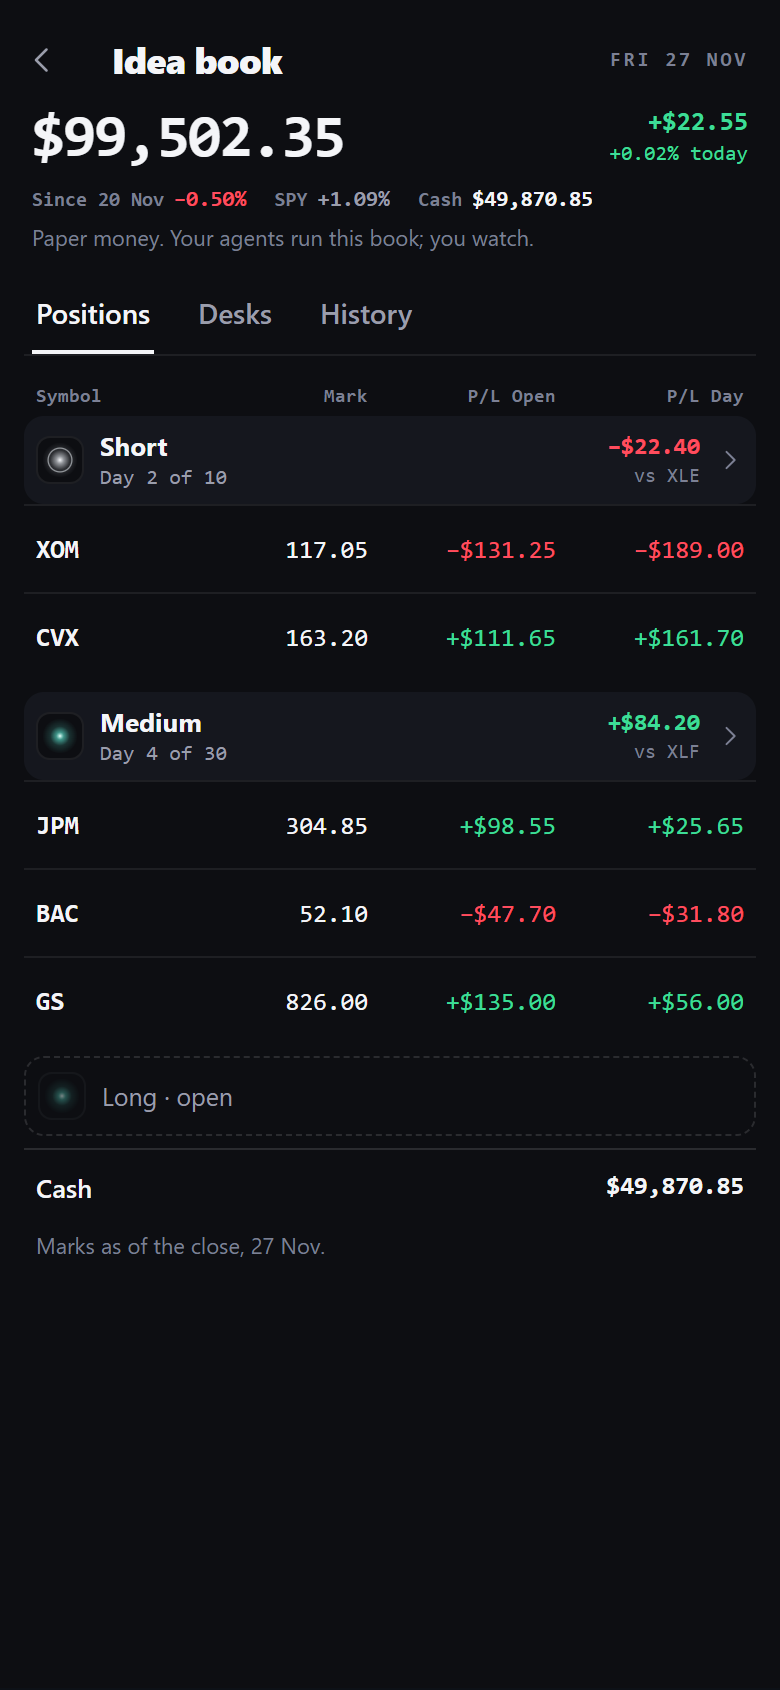 Idea book
FRI 27 NOV
$99,502.35
+$22.55
+0.02% today
Since 20 Nov −0.50% SPY +1.09% Cash $49,870.85
Paper money. Your agents run this book; you watch.
Positions Desks History
Symbol Mark P/L Open P/L Day
Short −$22.40
Day 2 of 10 vs XLE
XOM 117.05 −$131.25 −$189.00
CVX 163.20 +$111.65 +$161.70
Medium +$84.20
Day 4 of 30 vs XLF
JPM 304.85 +$98.55 +$25.65
BAC 52.10 −$47.70 −$31.80
GS 826.00 +$135.00 +$56.00
Long · open
Cash $49,870.85
Marks as of the close, 27 Nov.